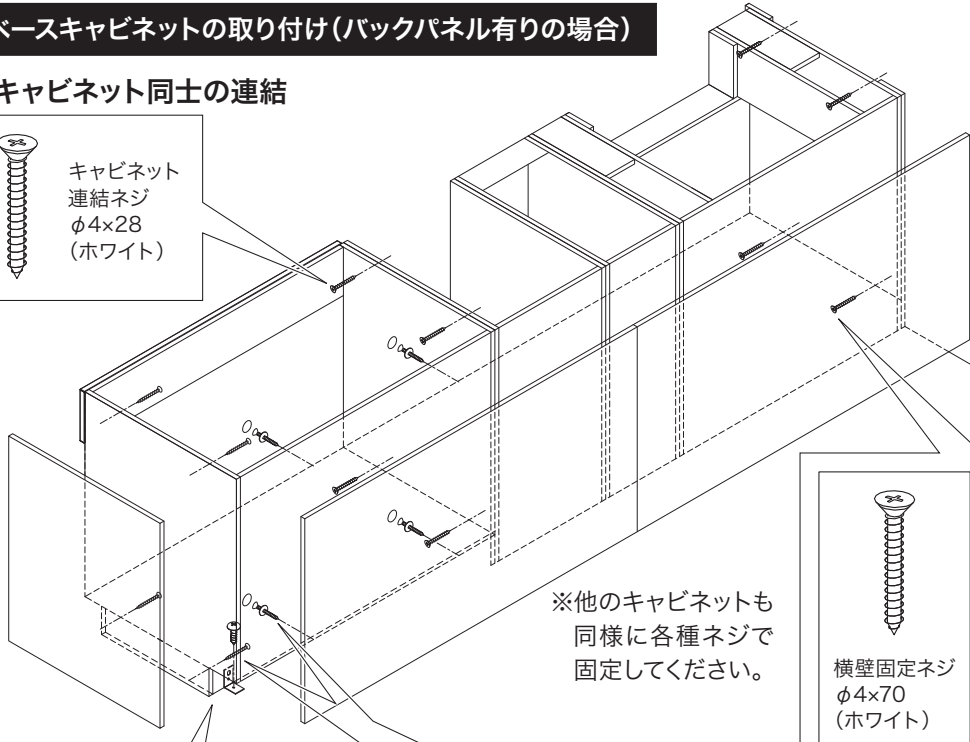 ベースキャビネットの取り付け(バックパネル有りの場合)
キャビネット同士の連結
キャビネット
連結ネジ
φ4×28
(ホワイト)
※他のキャビネットも
同様に各種ネジで
固定してください。
横壁固定ネジ
φ4×70
(ホワイト)